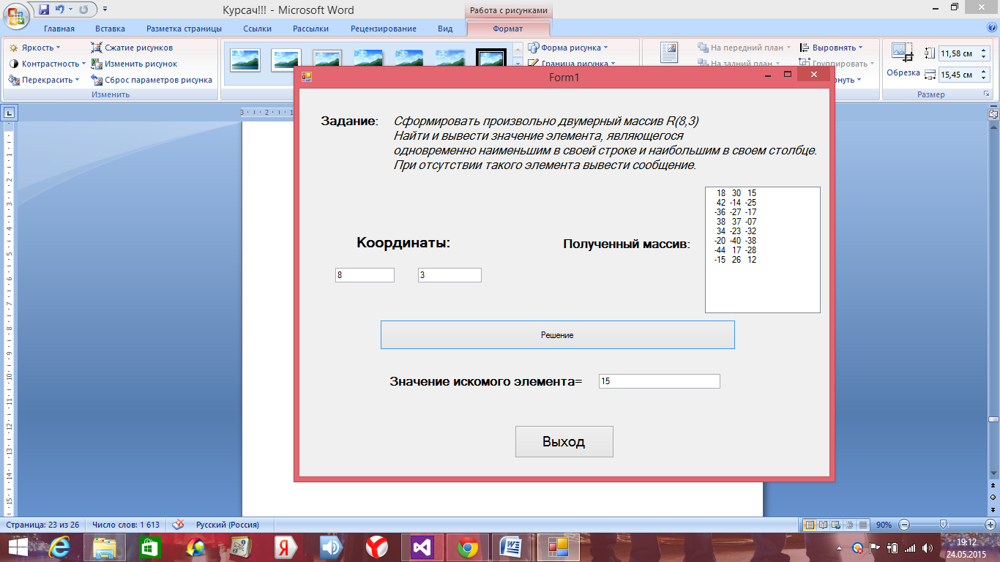 Курсач!!! - Microsoft Word
Работа с рисунками
Главная Вставка Разметка страницы Ссылки Рассылки Рецензирование Вид Формат
Яркость Сжатие рисунков Форма рисунка На передний план Выровнять 11,58 см
Контрастность Изменить рисунок Граница рисунка На задний план Группировать
Перекрасить Сброс параметров рисунка Обрезка 15,45 см
Изменить Размер
Form1
Задание: Сформировать произвольно двумерный массив R(8,3)
Найти и вывести значение элемента, являющегося
одновременно наименьшим в своей строке и наибольшим в своем столбце.
При отсутствии такого элемента вывести сообщение.
Координаты:
8 3
Полученный массив:
18 30 15
42 -14 -25
-36 -27 -17
38 37 -07
34 -23 -32
-20 -40 -38
-44 17 -28
-15 26 12
Решение
Значение искомого элемента= 15
Выход
Страница: 23 из 26 Число слов: 1 613 Русский (Россия) 90%
19:12
24.05.2015